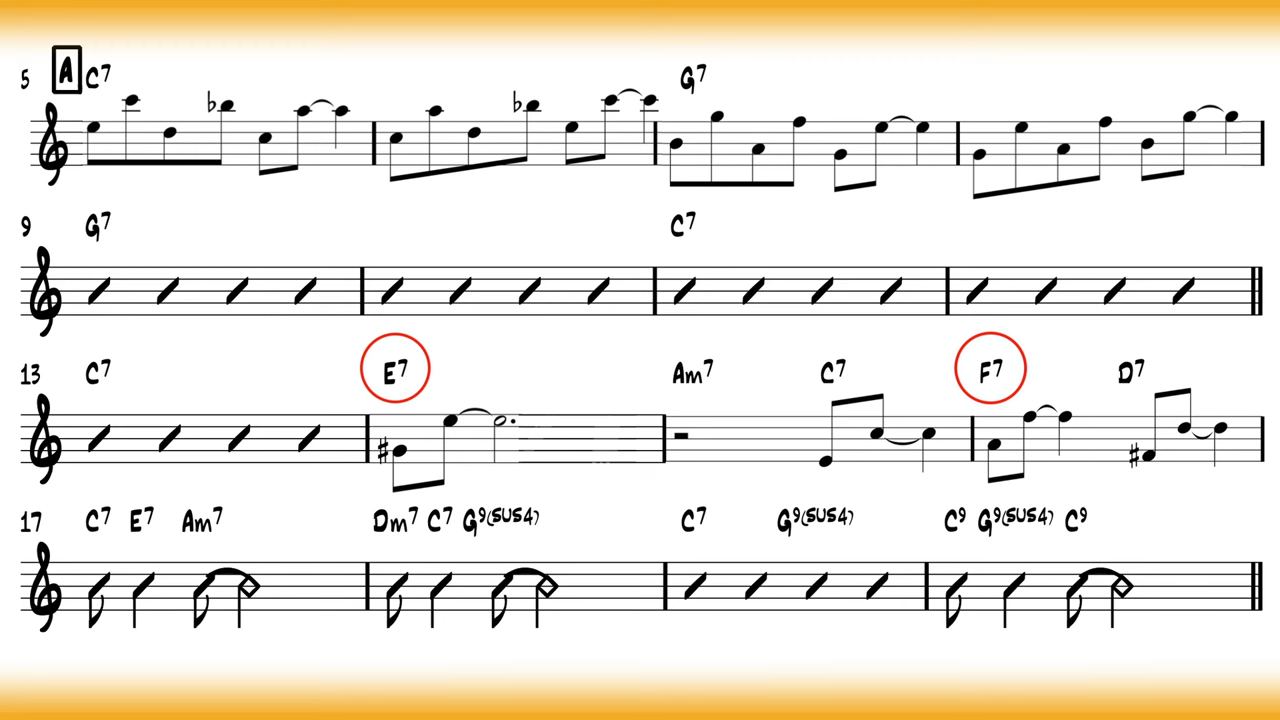 5 A C7 G7
9 G7 C7
13 C7 E7 Am7 C7 F7 D7
17 C7 E7 Am7 Dm7 C7 G9(SUS4) C7 G9(SUS4) C9 G9(SUS4) C9